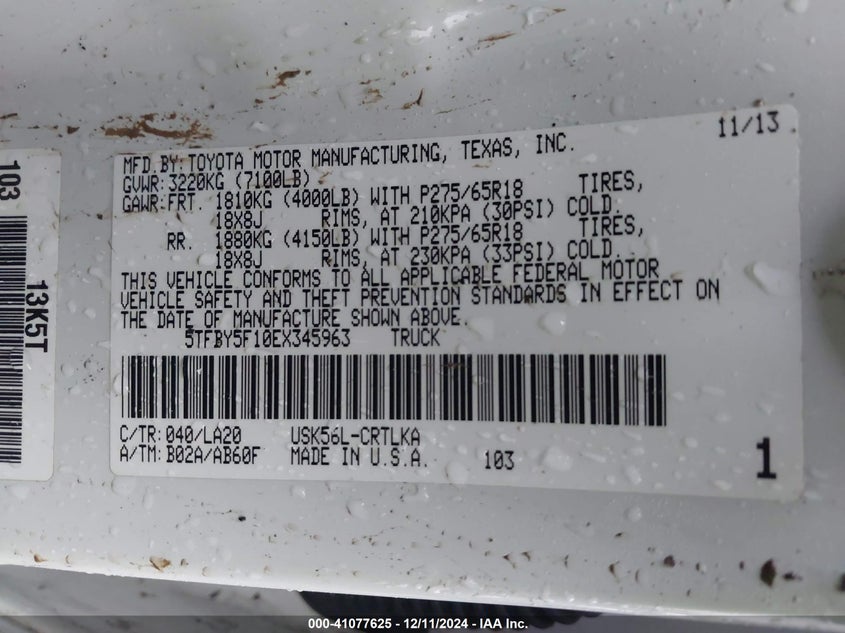 11/13
MFD.BY:TOYOTA MOTOR MANUFACTURING, TEXAS, INC.
GVWR:3220KG (7100LB)
GAWR:FRT. 1810KG (4000LB) WITH P275/65R18 TIRES,
18X8J RIMS, AT 210KPA (30PSI) COLD.
RR. 1880KG (4150LB) WITH P275/65R18 TIRES,
18X8J RIMS, AT 230KPA (33PSI) COLD.
THIS VEHICLE CONFORMS TO ALL APPLICABLE FEDERAL MOTOR
VEHICLE SAFETY AND THEFT PREVENTION STANDARDS IN EFFECT ON
THE DATE OF MANUFACTURE SHOWN ABOVE.
5TFBY5F10EX345963 TRUCK
C/TR:040/LA20 USK56L-CRTLKA
A/TM:B02A/AB60F MADE IN U.S.A. 103
1
103
13K5T
000-41077625 - 12/11/2024 - IAA Inc.